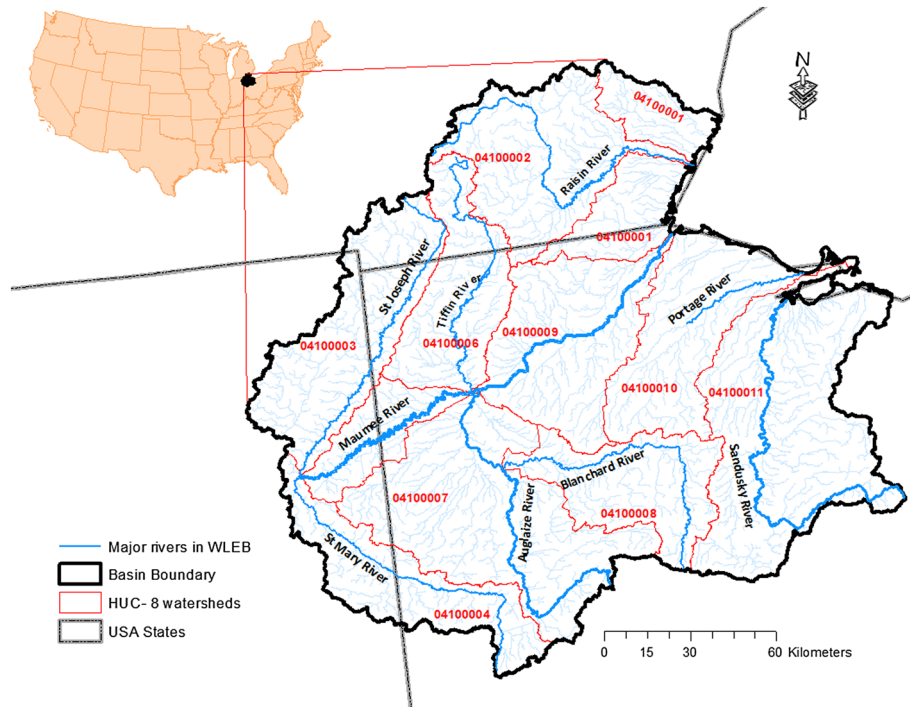 N
04100001
04100002
Raisin River
04100001
St Joseph River
Tiffin River
Portage River
04100003
04100006
04100009
04100010
04100011
Maumee River
Blanchard River
Sandusky River
04100007
Auglaize River
04100008
St Mary River
04100004
Major rivers in WLEB
Basin Boundary
HUC- 8 watersheds
USA States
0 15 30 60 Kilometers